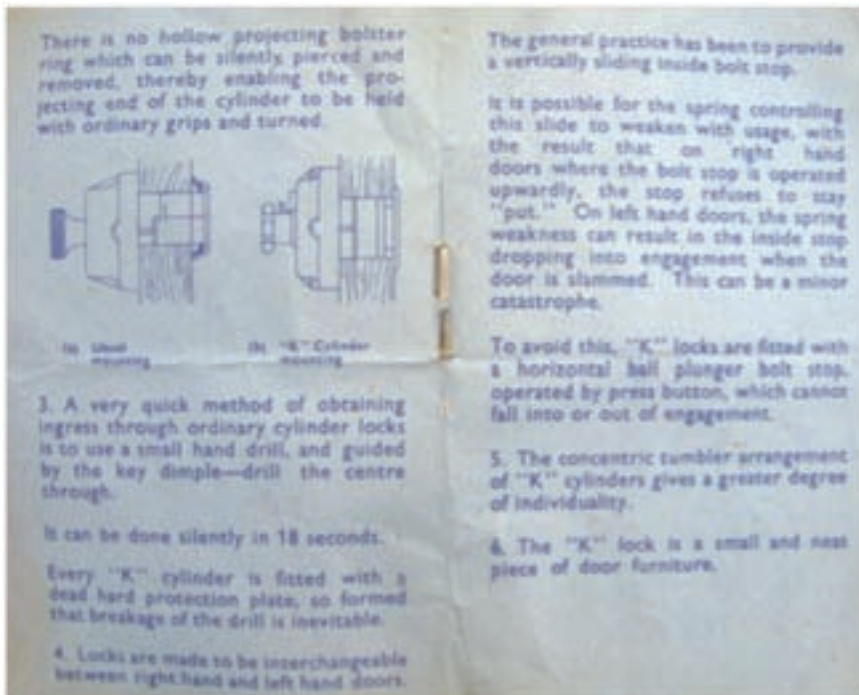 There is no hollow projecting bolster
ring which can be silently pierced and
removed, thereby enabling the pro-
jecting end of the cylinder to be held
with ordinary grips and turned.
(a) Usual
mounting
(b) "K" Cylinder
mounting
3. A very quick method of obtaining
ingress through ordinary cylinder locks
is to use a small hand drill, and guided
by the key dimple—drill the centre
through.
It can be done silently in 18 seconds.
Every "K" cylinder is fitted with a
dead hard protection plate, so formed
that breakage of the drill is inevitable.
4. Locks are made to be interchangeable
between right hand and left hand doors.
The general practice has been to provide
a vertically sliding inside bolt stop.
It is possible for the spring controlling
this slide to weaken with usage, with
the result that on right hand
doors where the bolt stop is operated
upwardly, the stop refuses to stay
"put." On left hand doors, the spring
weakness can result in the inside stop
dropping into engagement when the
door is slammed. This can be a minor
catastrophe.
To avoid this, "K" locks are fitted with
a horizontal ball plunger bolt stop,
operated by press button, which cannot
fall into or out of engagement.
5. The concentric tumbler arrangement
of "K" cylinders gives a greater degree
of individuality.
6. The "K" lock is a small and neat
piece of door furniture.